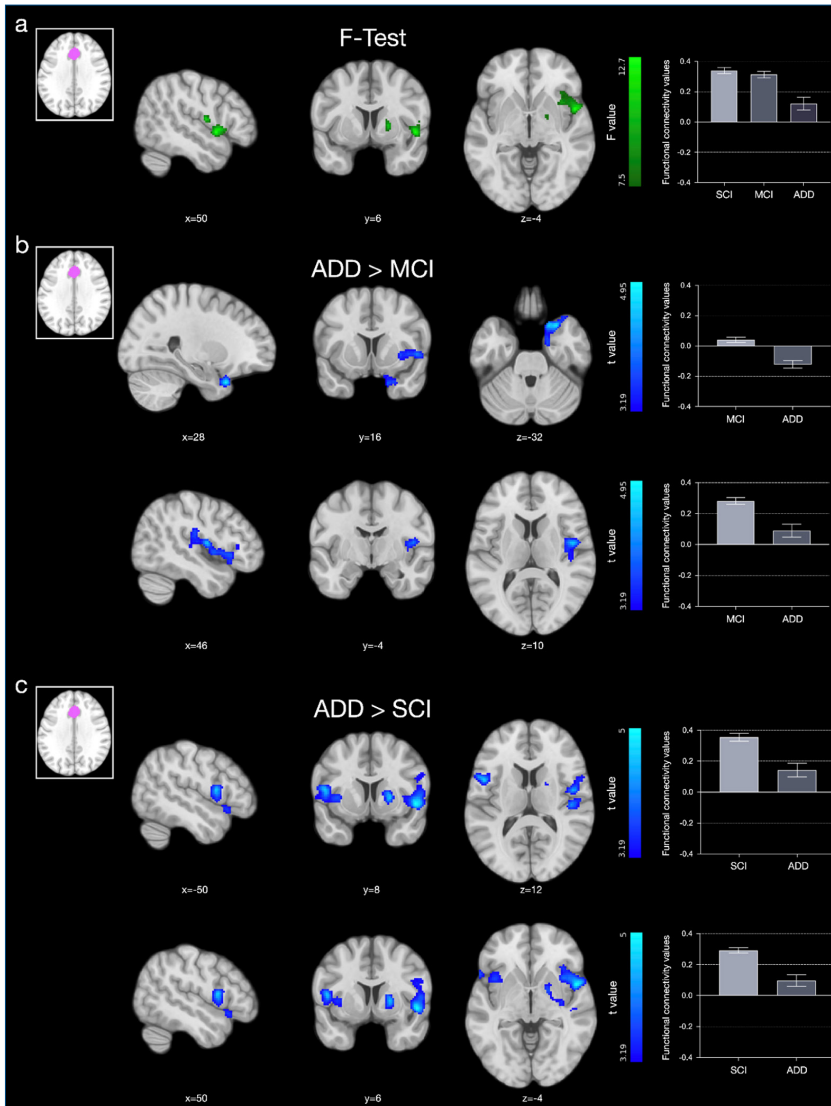 a
F-Test
x=50
y=6
z=-4
12.7
F value
7.5
Functional connectivity values
0.4
0.2
0.0
-0.2
-0.4
SCI MCI ADD
b
ADD > MCI
x=28
y=16
z=-32
4.95
t value
3.19
Functional connectivity values
0.4
0.2
0.0
-0.2
-0.4
MCI ADD
x=46
y=-4
z=10
4.95
t value
3.19
Functional connectivity values
0.4
0.2
0.0
-0.2
-0.4
MCI ADD
c
ADD > SCI
x=-50
y=8
z=12
5
t value
3.19
Functional connectivity values
0.4
0.2
0.0
0.2
0.4
SCI ADD
x=50
y=6
z=-4
5
t value
3.19
Functional connectivity values
0.4
0.2
0.0
-0.2
-0.4
SCI ADD